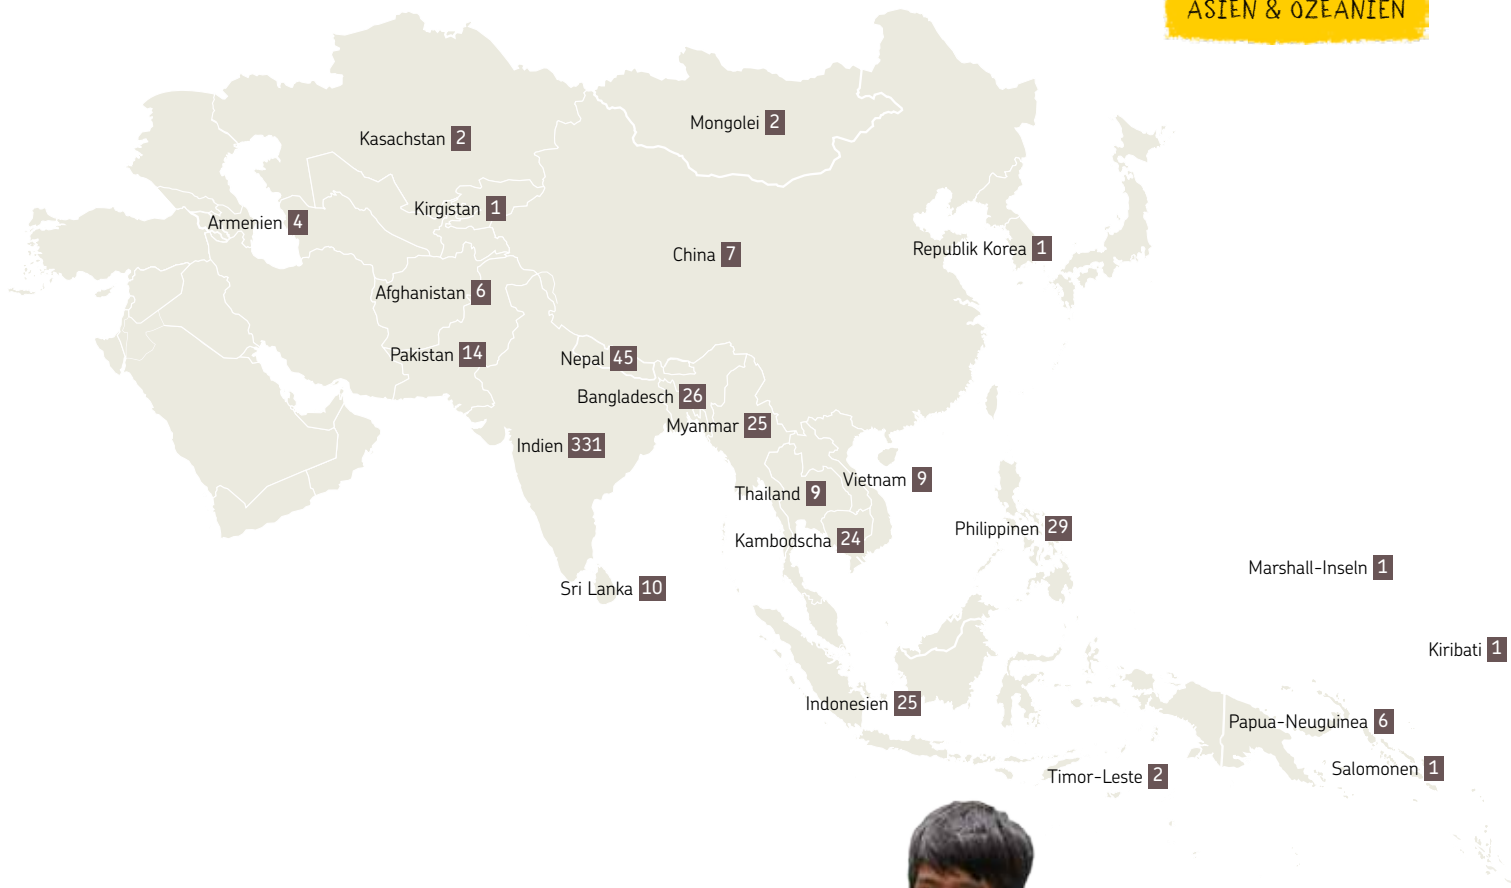 ASIEN & OZEANIEN
Mongolei 2
Kasachstan 2
Kirgistan 1
Armenien 4
Republik Korea 1
China 7
Afghanistan 6
Pakistan 14
Nepal 45
Bangladesch 26
Myanmar 25
Indien 331
Vietnam 9
Thailand 9
Philippinen 29
Kambodscha 24
Marshall-Inseln 1
Sri Lanka 10
Kiribati 1
Indonesien 25
Papua-Neuguinea 6
Salomonen 1
Timor-Leste 2